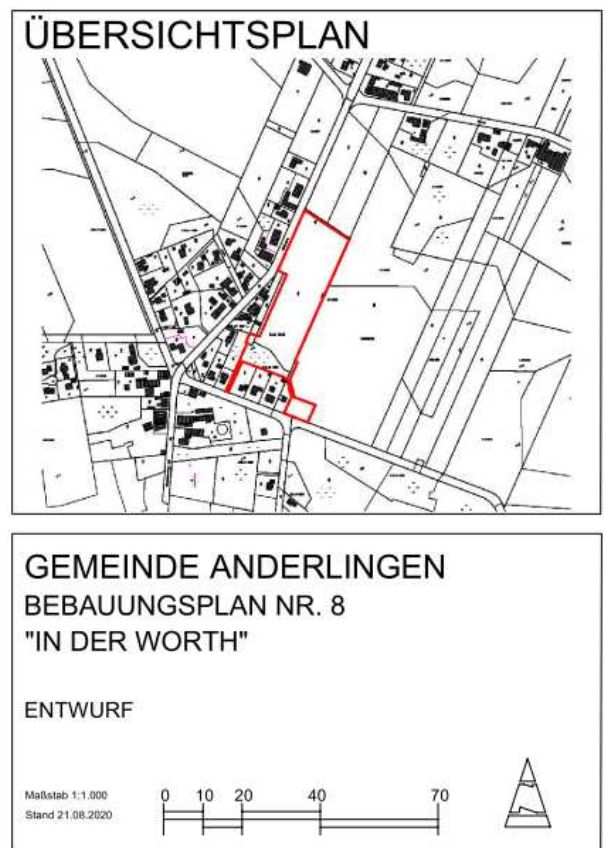 ÜBERSICHTSPLAN
GEMEINDE ANDERLINGEN
BEBAUUNGSPLAN NR. 8
"IN DER WORTH"
ENTWURF
Maßstab 1:1.000
Stand 21.08.2020
0 10 20 40 70